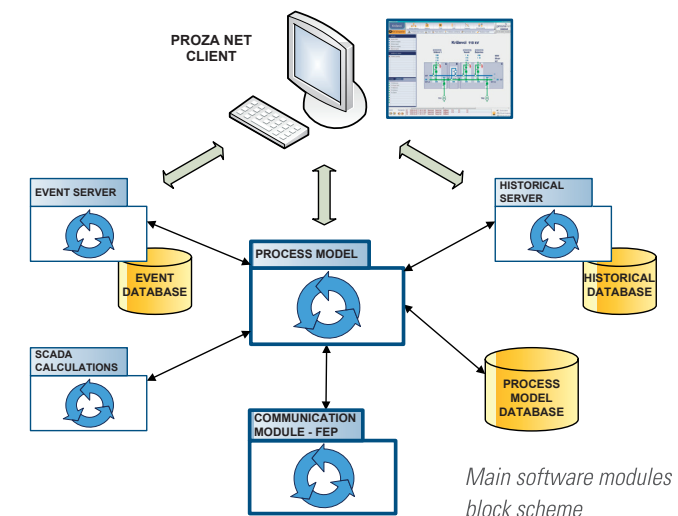 PROZA NET
CLIENT
EVENT SERVER
HISTORICAL
SERVER
PROCESS MODEL
EVENT
DATABASE
HISTORICAL
DATABASE
SCADA
CALCULATIONS
PROCESS
MODEL
DATABASE
COMMUNICATION
MODULE - FEP
Main software modules
block scheme